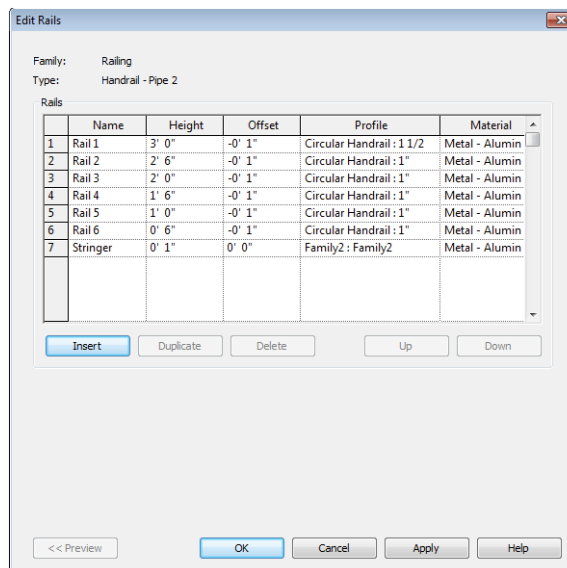 Edit Rails
Family: Railing
Type: Handrail - Pipe 2
Rails
Name Height Offset Profile Material
1 Rail 1 3' 0" -0' 1" Circular Handrail : 1 1/2 Metal - Alumin
2 Rail 2 2' 6" -0' 1" Circular Handrail : 1" Metal - Alumin
3 Rail 3 2' 0" -0' 1" Circular Handrail : 1" Metal - Alumin
4 Rail 4 1' 6" -0' 1" Circular Handrail : 1" Metal - Alumin
5 Rail 5 1' 0" -0' 1" Circular Handrail : 1" Metal - Alumin
6 Rail 6 0' 6" -0' 1" Circular Handrail : 1" Metal - Alumin
7 Stringer 0' 1" 0' 0" Family2 : Family2 Metal - Alumin
Insert Duplicate Delete Up Down
<< Preview OK Cancel Apply Help